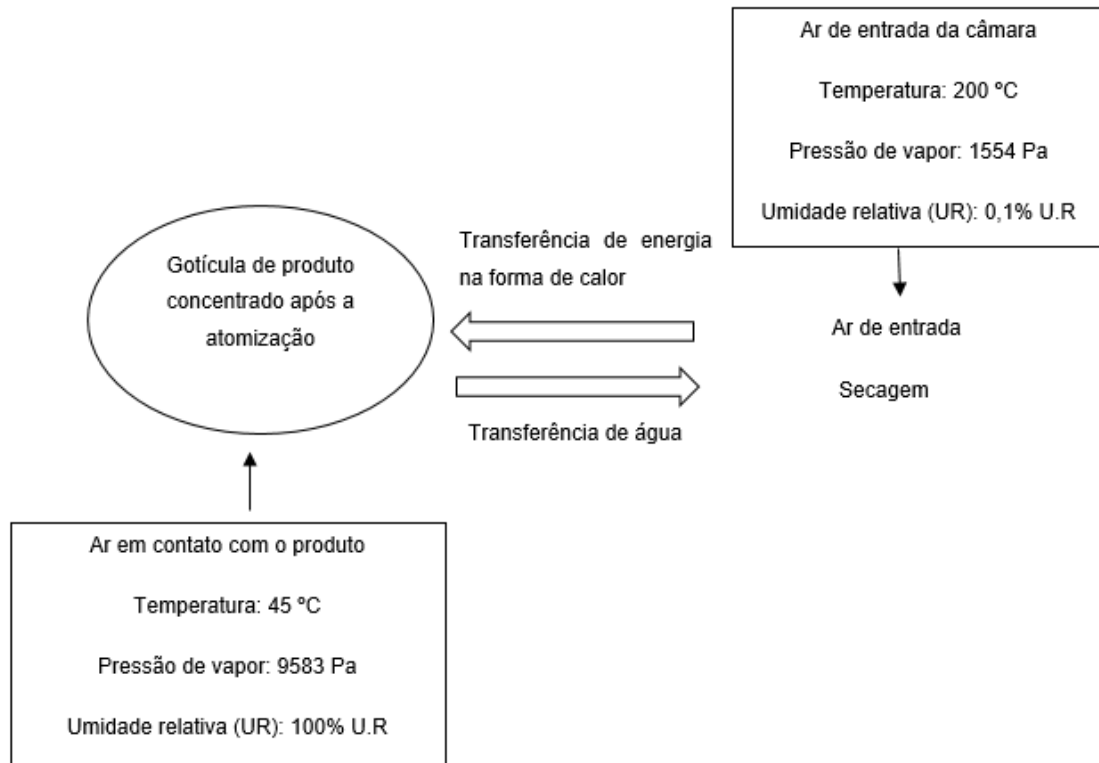 Ar de entrada da câmara
Temperatura: 200 ºC
Pressão de vapor: 1554 Pa
Umidade relativa (UR): 0,1% U.R
Gotícula de produto
concentrado após a
atomização
Transferência de energia
na forma de calor
Ar de entrada
Secagem
Transferência de água
Ar em contato com o produto
Temperatura: 45 ºC
Pressão de vapor: 9583 Pa
Umidade relativa (UR): 100% U.R